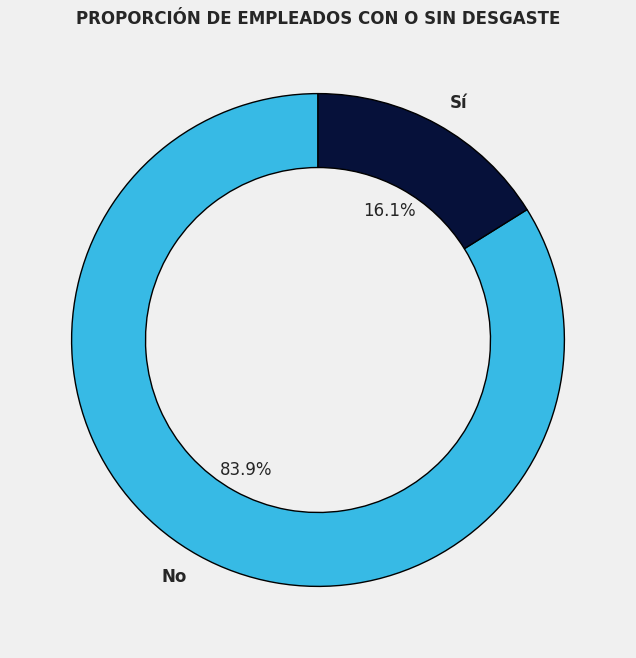 PROPORCIÓN DE EMPLEADOS CON O SIN DESGASTE
Sí
16.1%
83.9%
No